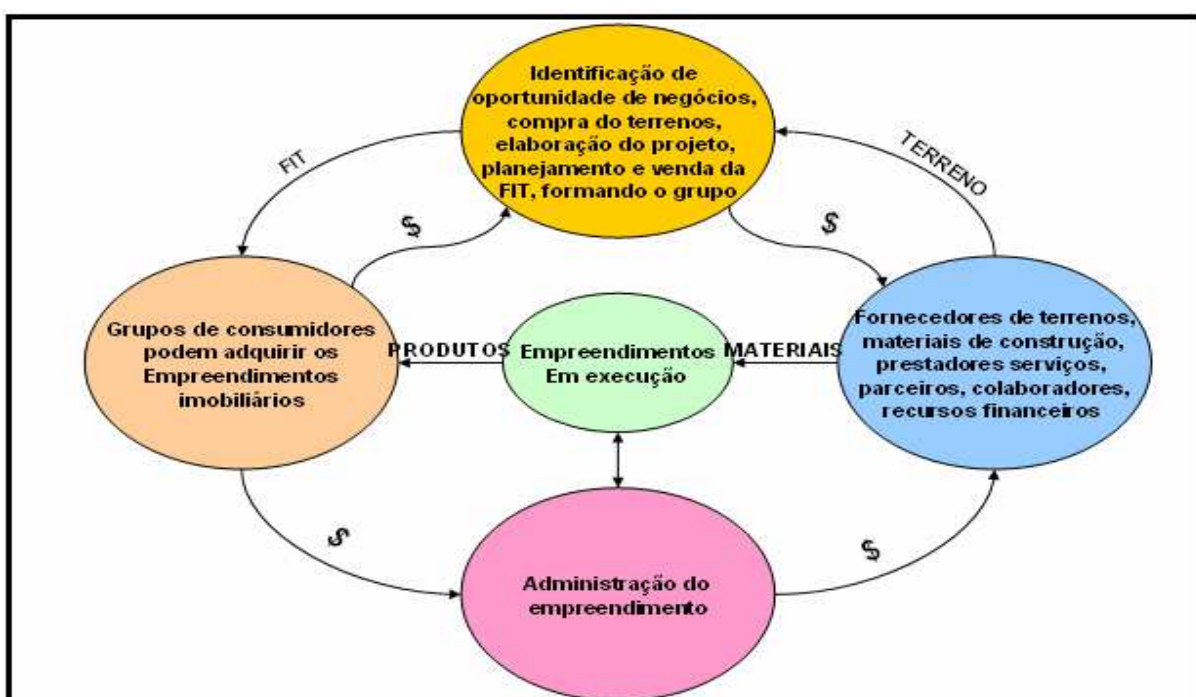 Identificação de
oportunidade de negócios,
compra do terrenos,
elaboração do projeto,
planejamento e venda da
FIT, formando o grupo
FIT
TERRENO
$
$
Grupos de consumidores
podem adquirir os
Empreendimentos
imobiliários
PRODUTOS
Empreendimentos
Em execução
MATERIAIS
Fornecedores de terrenos,
materiais de construção,
prestadores serviços,
parceiros, colaboradores,
recursos financeiros
$
$
Administração do
empreendimento